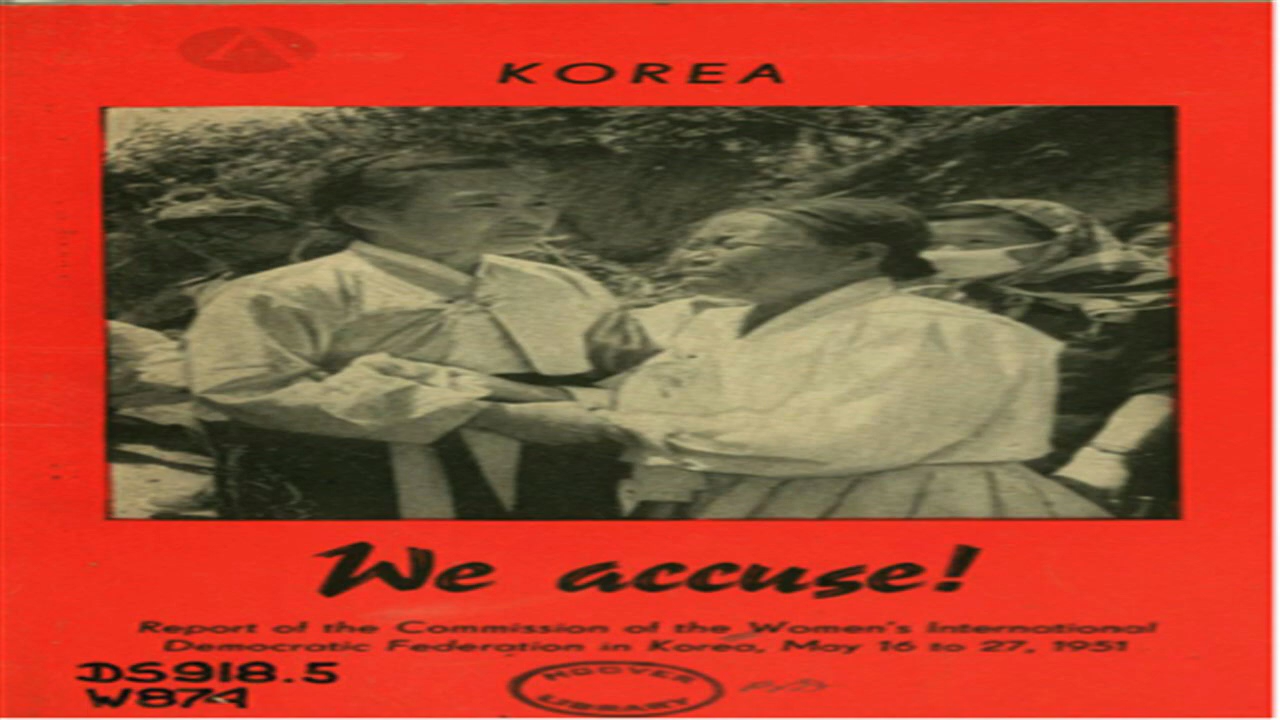 KOREA
We accuse!
Report of the Commission of the Women's International
Democratic Federation in Korea, May 16 to 27, 1951
DS918.5
W874
HOOVER
LIBRARY